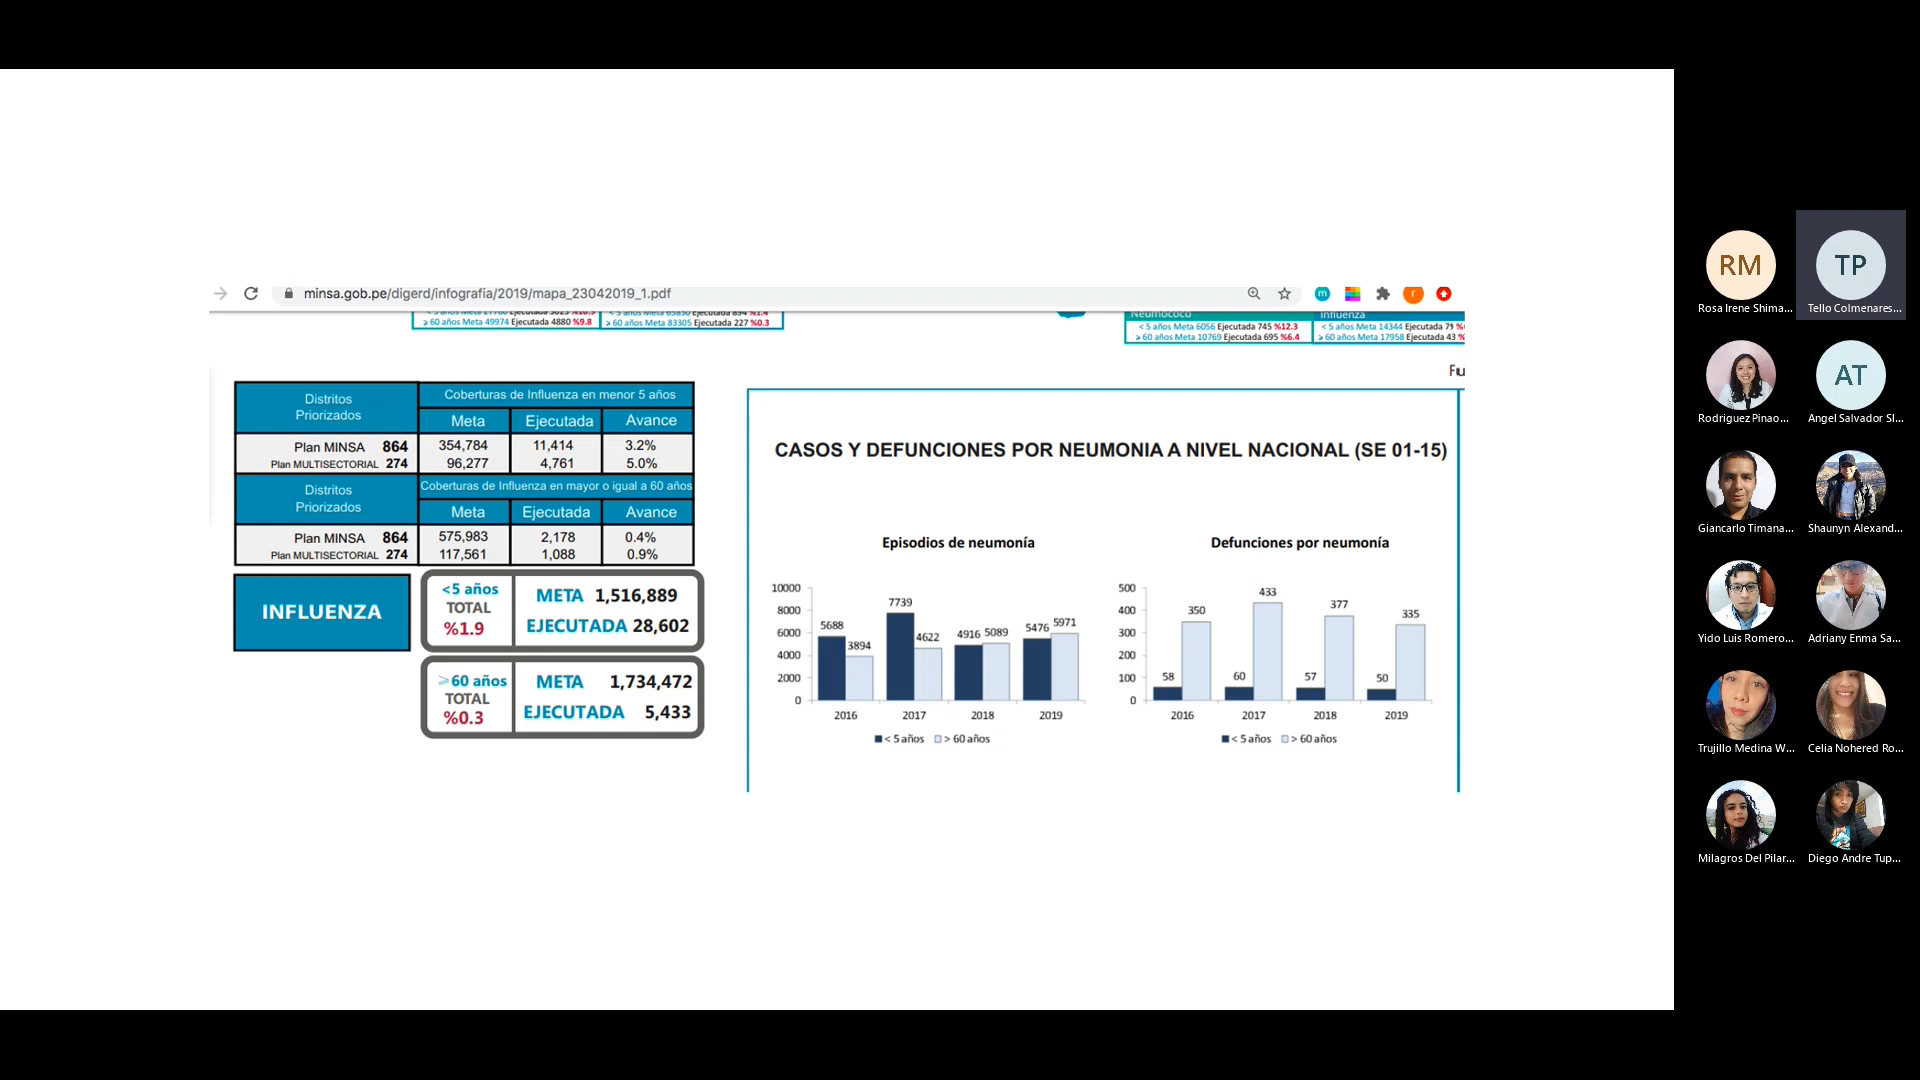 minsa.gob.pe/digerd/infografia/2019/mapa_23042019_1.pdf
≥ 60 años Meta 49974 Ejecutada 4880 %9.8
≥ 60 años Meta 83305 Ejecutada 227 %0.3
Neumococo
Influenza
< 5 años Meta 6056 Ejecutada 745 %12.3
≥ 60 años Meta 10769 Ejecutada 695 %6.4
< 5 años Meta 14344 Ejecutada
≥ 60 años Meta 17958 Ejecutada 43 %
Distritos
Priorizados
Coberturas de Influenza en menor 5 años
Meta Ejecutada Avance
Plan MINSA 864 354,784 11,414 3.2%
Plan MULTISECTORIAL 274 96,277 4,761 5.0%
Distritos
Priorizados
Coberturas de Influenza en mayor o igual a 60 años
Meta Ejecutada Avance
Plan MINSA 864 575,983 2,178 0.4%
Plan MULTISECTORIAL 274 117,561 1,088 0.9%
INFLUENZA
<5 años
TOTAL
%1.9
META 1,516,889
EJECUTADA 28,602
≥60 años
TOTAL
%0.3
META 1,734,472
EJECUTADA 5,433
CASOS Y DEFUNCIONES POR NEUMONIA A NIVEL NACIONAL (SE 01-15)
Episodios de neumonía
10000
8000
6000
4000
2000
0
5688 3894 7739 4622 4916 5089 5476 5971
2016 2017 2018 2019
< 5 años > 60 años
Defunciones por neumonía
500
400
300
200
100
0
58 350 60 433 57 377 50 335
2016 2017 2018 2019
< 5 años > 60 años
RM
Rosa Irene Shima...
TP
Tello Colmenares...
Rodriguez Pinao...
AT
Angel Salvador Sl...
Giancarlo Timana...
Shaunyn Alexand...
Yido Luis Romero...
Adriany Enma Sa...
Trujillo Medina W...
Celia Nohered Ro...
Milagros Del Pilar...
Diego Andre Tup...